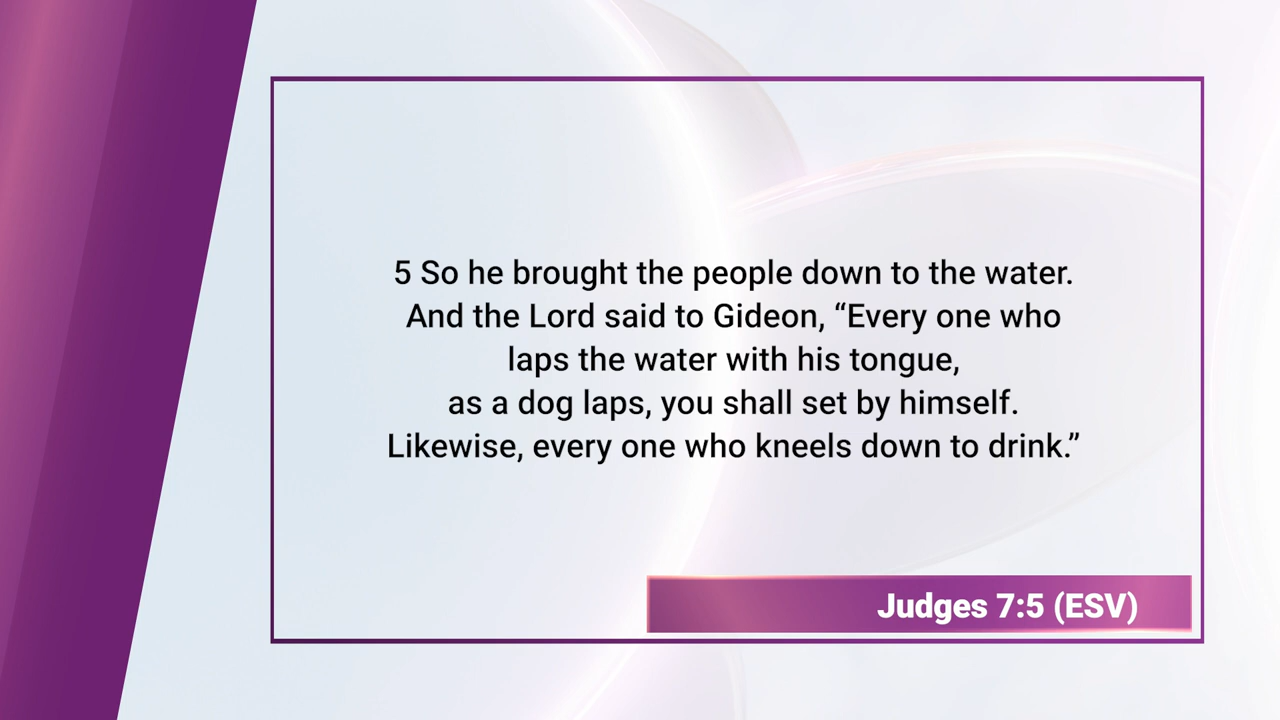 5 So he brought the people down to the water.
And the Lord said to Gideon, “Every one who
laps the water with his tongue,
as a dog laps, you shall set by himself.
Likewise, every one who kneels down to drink.”
Judges 7:5 (ESV)